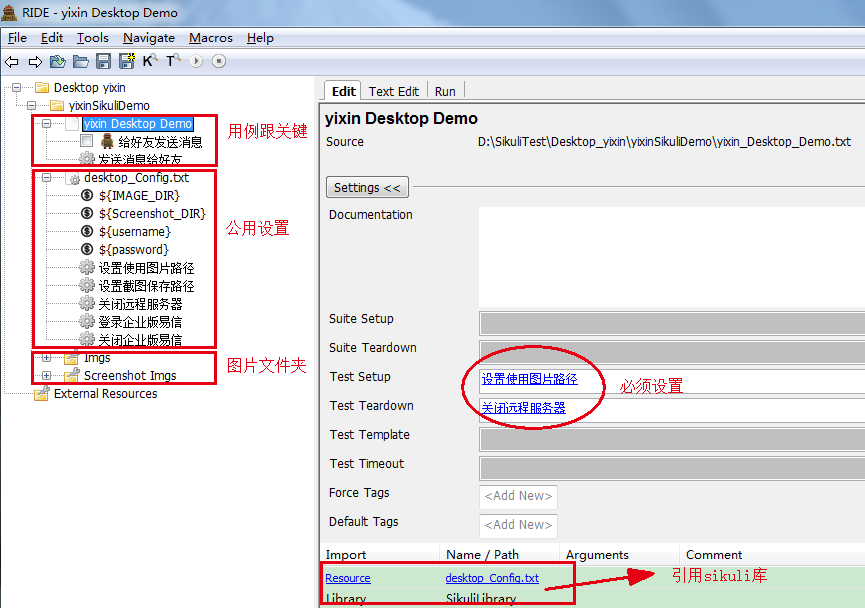 RIDE - yixin Desktop Demo
File Edit Tools Navigate Macros Help
K T
Desktop yixin
yixinSikuliDemo
yixin Desktop Demo
给好友发送消息
发送消息给好友
用例跟关键
desktop_Config.txt
${IMAGE_DIR}
${Screenshot_DIR}
${username}
${password}
设置使用图片路径
设置截图保存路径
关闭远程服务器
登录企业版易信
关闭企业版易信
公用设置
Imgs
Screenshot Imgs
图片文件夹
External Resources
Edit Text Edit Run
yixin Desktop Demo
Source D:\SikuliTest\Desktop_yixin\yixinSikuliDemo\yixin_Desktop_Demo.txt
Settings <<
Documentation
Suite Setup
Suite Teardown
Test Setup 设置使用图片路径
Test Teardown 关闭远程服务器
必须设置
Test Template
Test Timeout
Force Tags <Add New>
Default Tags <Add New>
Import Name / Path Arguments Comment
Resource desktop_Config.txt
Library SikuliLibrary
引用sikuli库